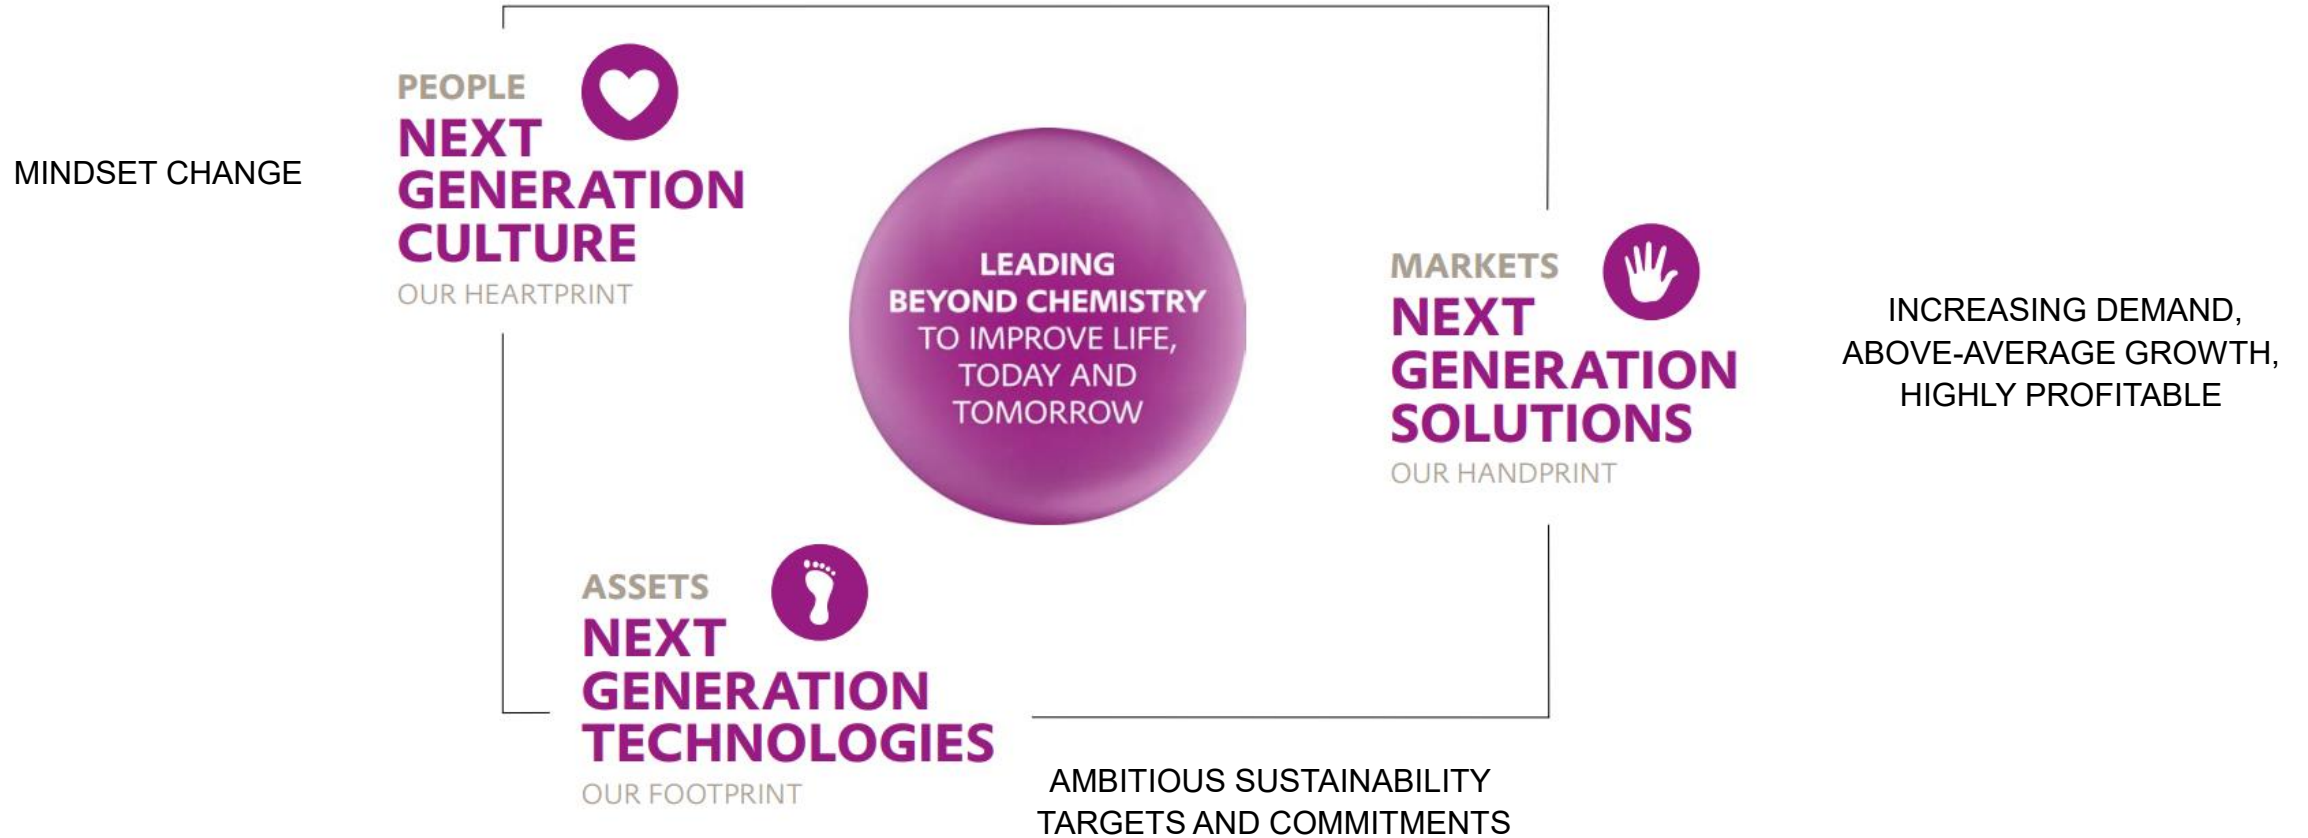 MINDSET CHANGE
PEOPLE
NEXT
GENERATION
CULTURE
OUR HEARTPRINT
LEADING
BEYOND CHEMISTRY
TO IMPROVE LIFE,
TODAY AND
TOMORROW
MARKETS
NEXT
GENERATION
SOLUTIONS
OUR HANDPRINT
INCREASING DEMAND,
ABOVE-AVERAGE GROWTH,
HIGHLY PROFITABLE
ASSETS
NEXT
GENERATION
TECHNOLOGIES
OUR FOOTPRINT
AMBITIOUS SUSTAINABILITY
TARGETS AND COMMITMENTS